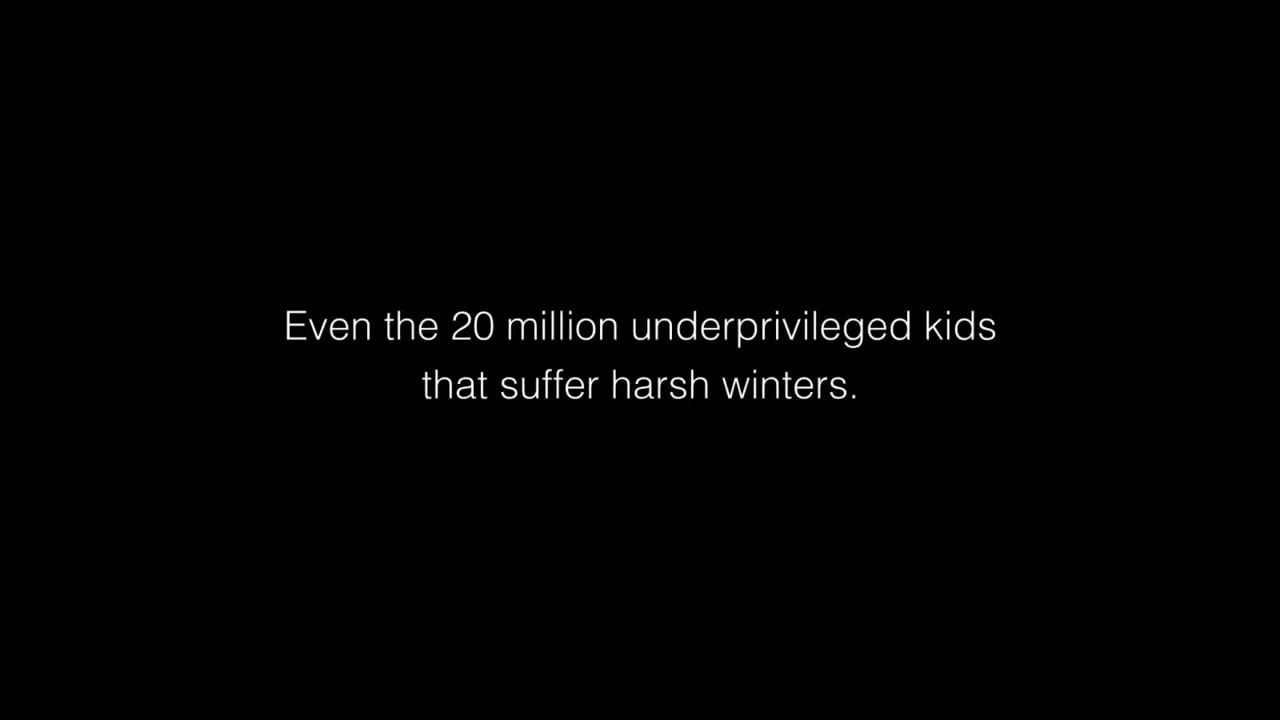 Even the 20 million underprivileged kids
that suffer harsh winters.